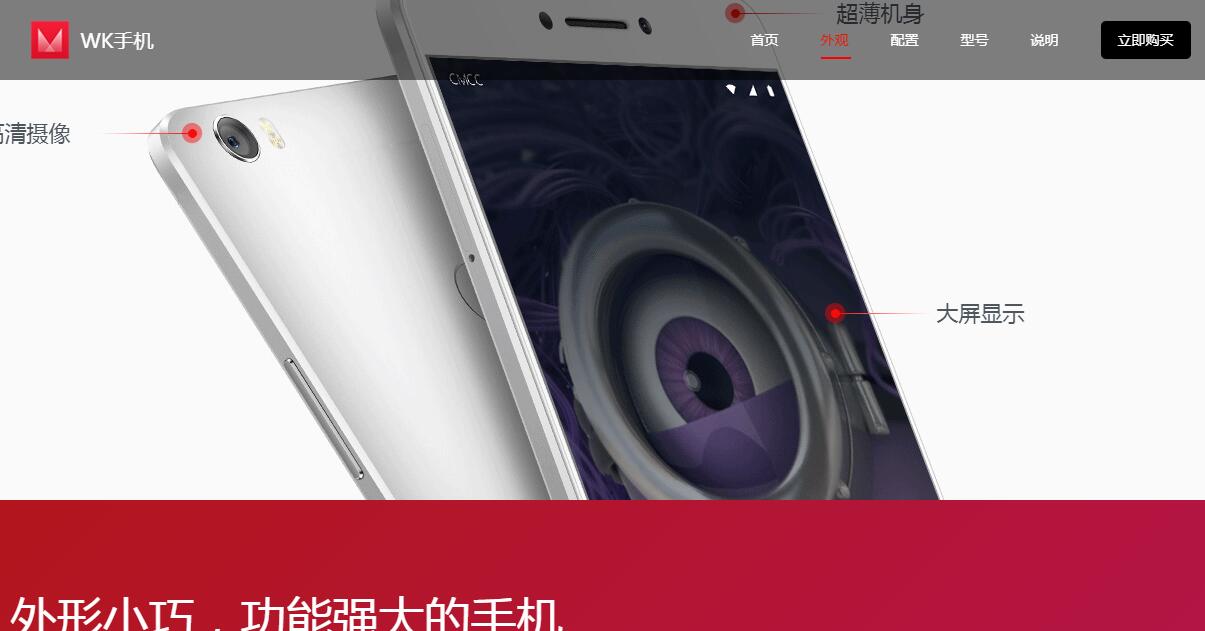 超薄机身
WK手机
首页 外观 配置 型号 说明 立即购买
CMCC
高清摄像
大屏显示
外形小巧，功能强大的手机